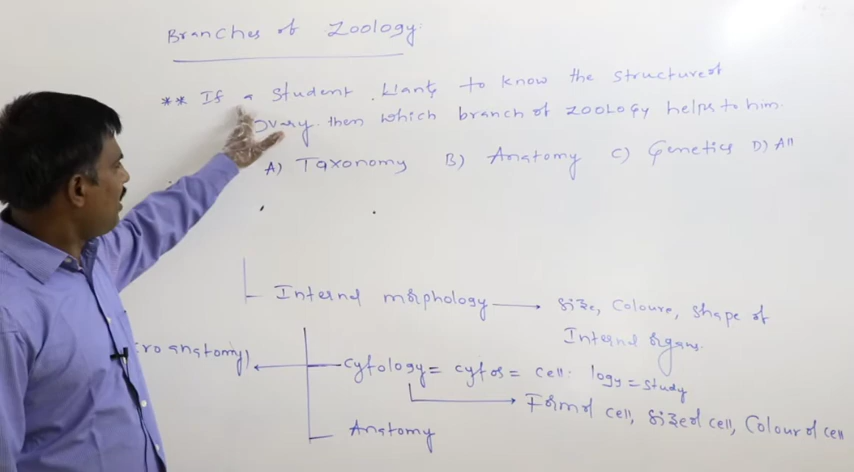 Branches of Zoology.
** If a student wants to know the structure of
ovary then which branch of ZOOLOGY helps to him.
A) Taxonomy B) Anatomy C) Genetics D) All
Internal morphology → size, coloure, shape of
Internal organs.
ro anatomy) ← cytology = cytos = cell: logy = study
→ Form of cell, size of cell, colour of cell
Anatomy